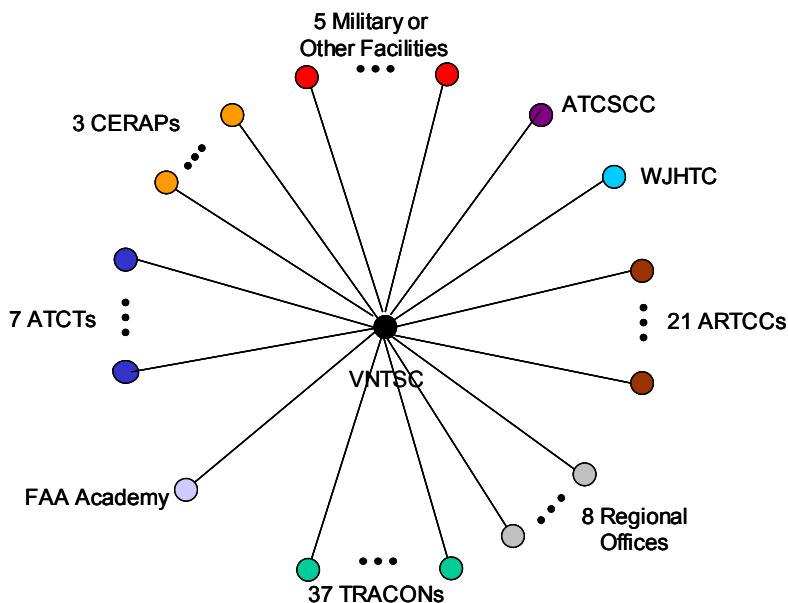 5 Military or
Other Facilities
ATCSCC
3 CERAPs
WJHTC
7 ATCTs
21 ARTCCs
VNTSC
FAA Academy
8 Regional
Offices
37 TRACONs